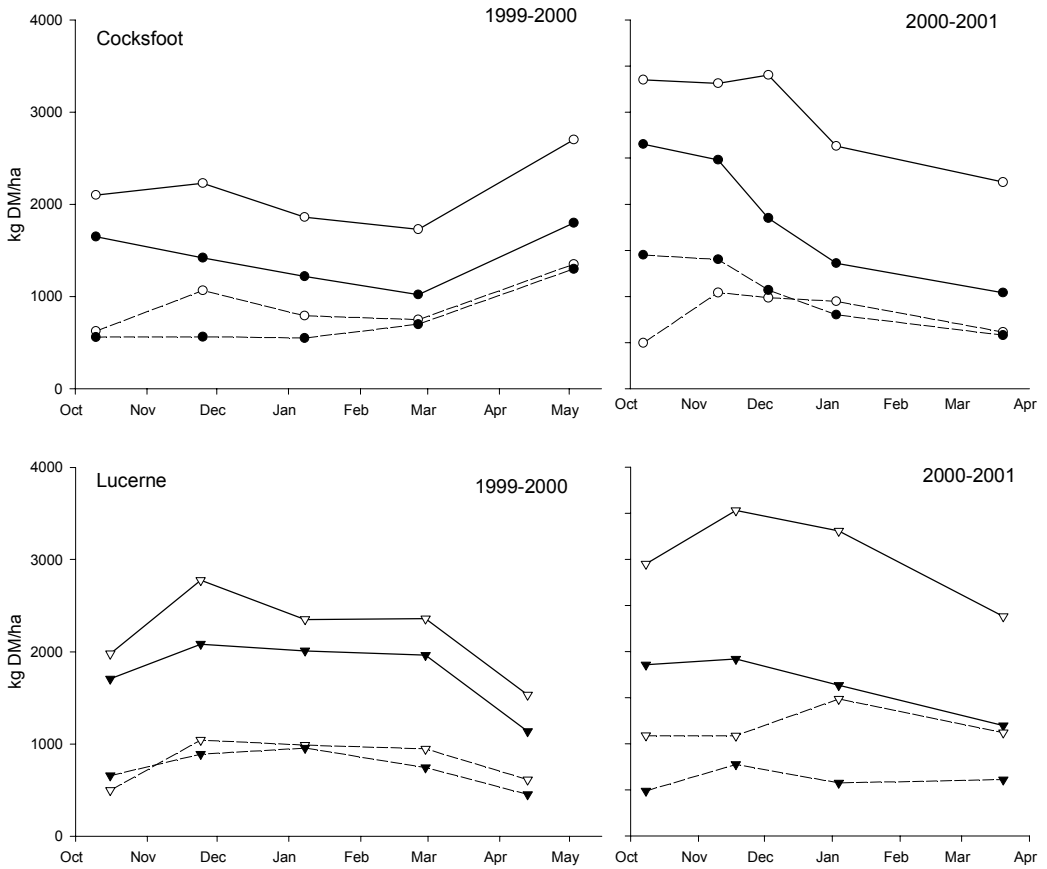 Cocksfoot
1999-2000
kg DM/ha
4000
3000
2000
1000
0
Oct Nov Dec Jan Feb Mar Apr May
2000-2001
Oct Nov Dec Jan Feb Mar Apr
Lucerne
1999-2000
kg DM/ha
4000
3000
2000
1000
0
Oct Nov Dec Jan Feb Mar Apr May
2000-2001
Oct Nov Dec Jan Feb Mar Apr